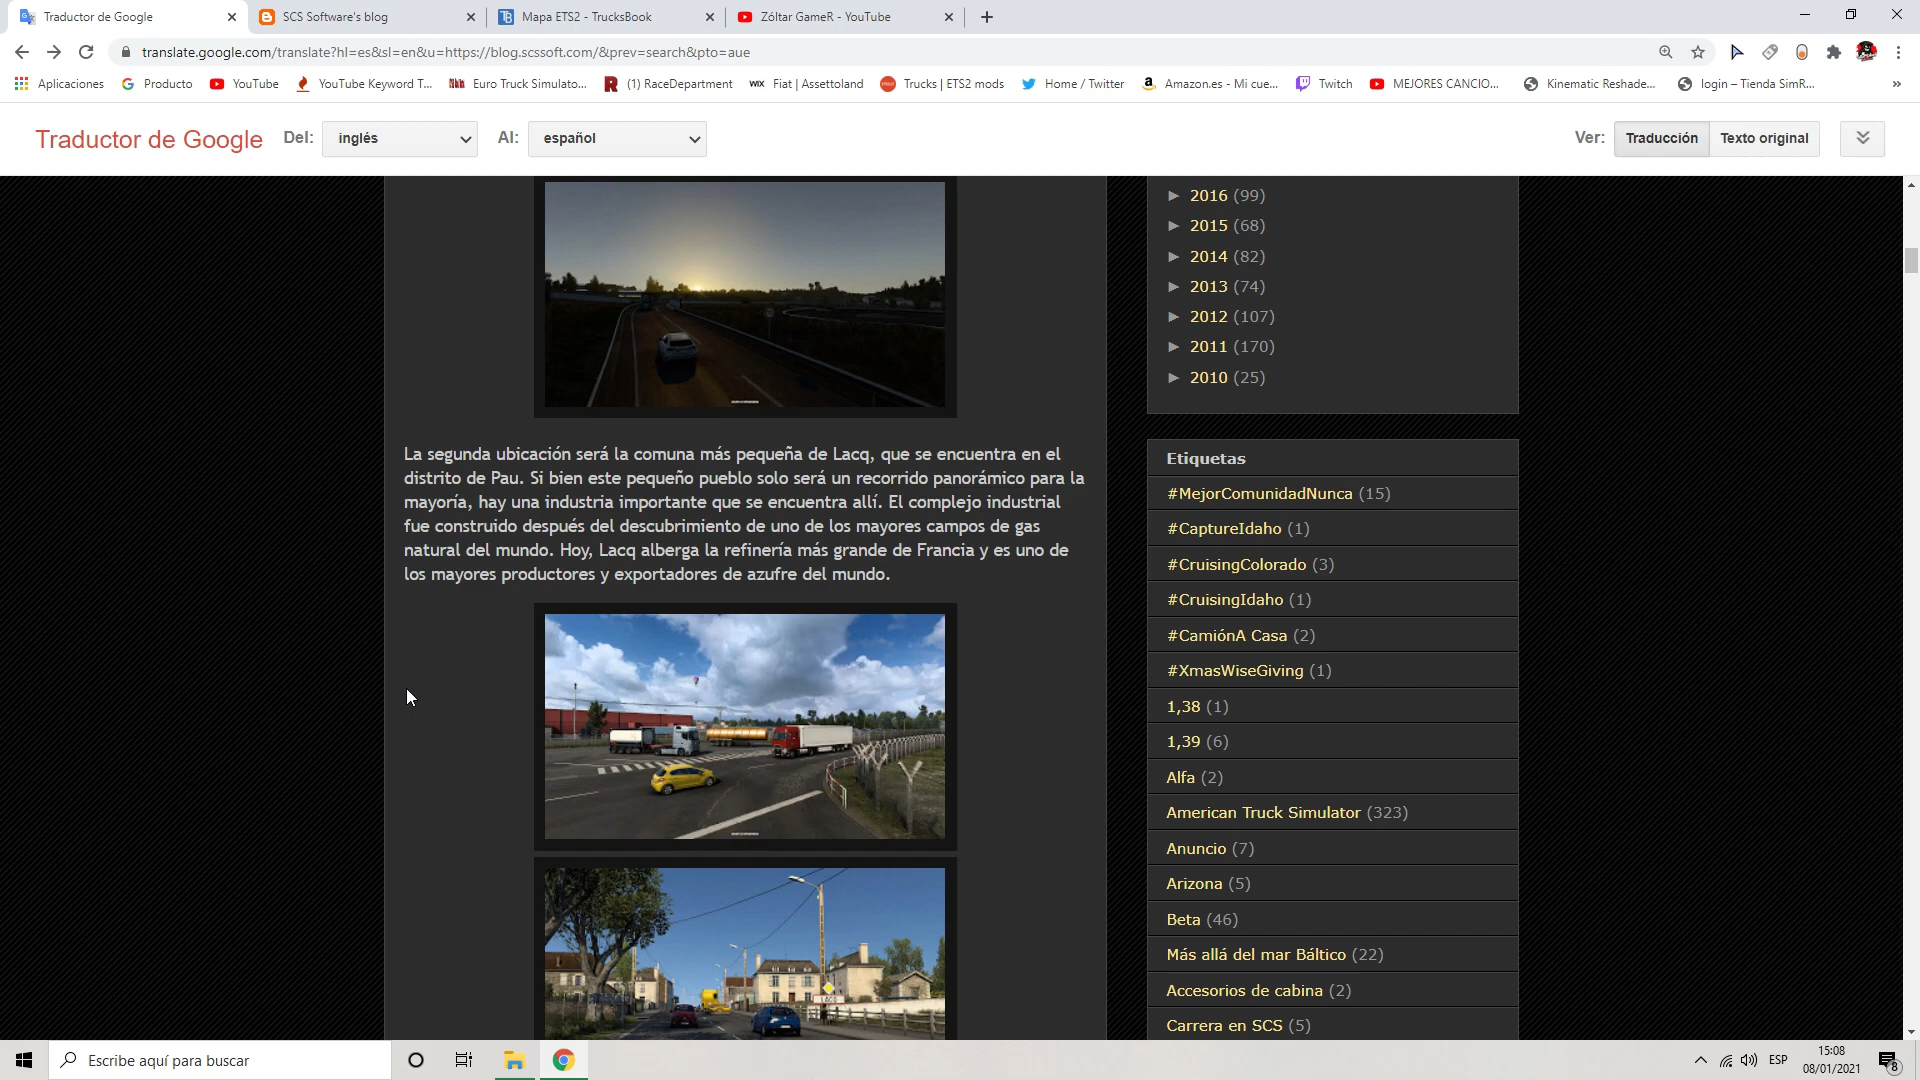 Traductor de Google
SCS Software's blog
Mapa ETS2 - TrucksBook
Zóltar GameR - YouTube
translate.google.com/translate?hl=es&sl=en&u=https://blog.scssoft.com/&prev=search&pto=aue
Aplicaciones
Producto
YouTube
YouTube Keyword T...
Euro Truck Simulato...
(1) RaceDepartment
WIX Fiat | Assettoland
Trucks | ETS2 mods
Home / Twitter
Amazon.es - Mi cue...
Twitch
MEJORES CANCIO...
Kinematic Reshade...
login – Tienda SimR...
Traductor de Google
Del: inglés
Al: español
Ver: Traducción Texto original
La segunda ubicación será la comuna más pequeña de Lacq, que se encuentra en el
distrito de Pau. Si bien este pequeño pueblo solo será un recorrido panorámico para la
mayoría, hay una industria importante que se encuentra allí. El complejo industrial
fue construido después del descubrimiento de uno de los mayores campos de gas
natural del mundo. Hoy, Lacq alberga la refinería más grande de Francia y es uno de
los mayores productores y exportadores de azufre del mundo.
LACQ
► 2016 (99)
► 2015 (68)
► 2014 (82)
► 2013 (74)
► 2012 (107)
► 2011 (170)
► 2010 (25)
Etiquetas
#MejorComunidadNunca (15)
#CaptureIdaho (1)
#CruisingColorado (3)
#CruisingIdaho (1)
#CamiónA Casa (2)
#XmasWiseGiving (1)
1,38 (1)
1,39 (6)
Alfa (2)
American Truck Simulator (323)
Anuncio (7)
Arizona (5)
Beta (46)
Más allá del mar Báltico (22)
Accesorios de cabina (2)
Carrera en SCS (5)
Escribe aquí para buscar
ESP
15:08
08/01/2021
8